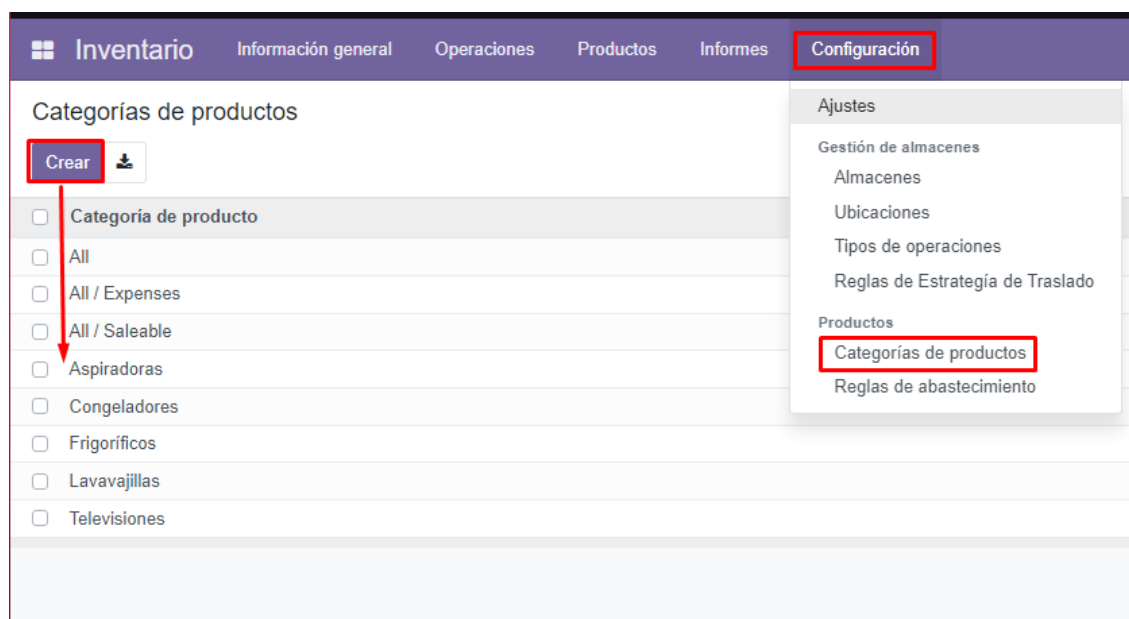 Inventario Información general Operaciones Productos Informes Configuración
Categorías de productos
Crear
Categoría de producto
All
All / Expenses
All / Saleable
Aspiradoras
Congeladores
Frigoríficos
Lavavajillas
Televisiones
Ajustes
Gestión de almacenes
Almacenes
Ubicaciones
Tipos de operaciones
Reglas de Estrategía de Traslado
Productos
Categorías de productos
Reglas de abastecimiento